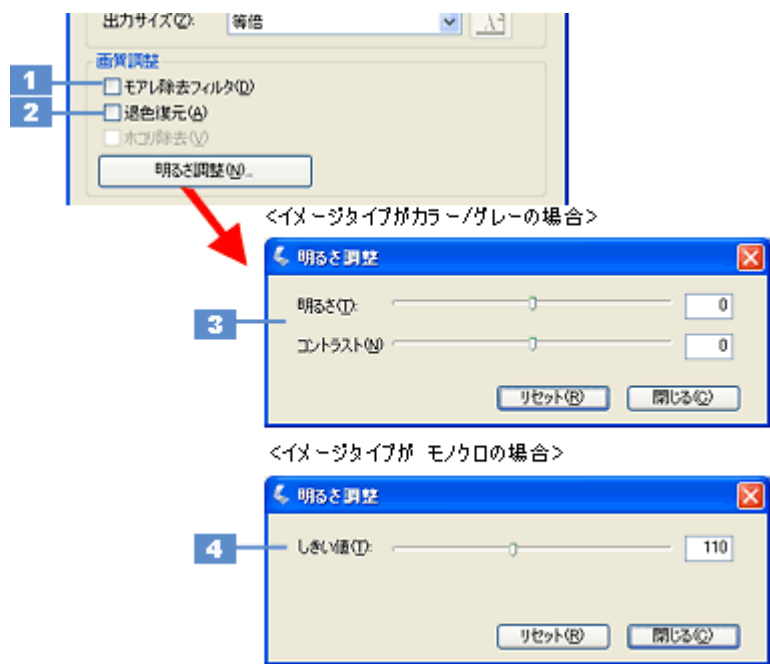 出力サイズ(Z): 等倍
画質調整
1 モアレ除去フィルタ(D)
2 退色復元(A)
ホコリ除去(V)
明るさ調整(N)...
<イメージタイプがカラー/グレーの場合>
明るさ調整
3
明るさ(T): 0
コントラスト(N) 0
リセット(R) 閉じる(C)
<イメージタイプが モノクロの場合>
明るさ調整
4 しきい値(T): 110
リセット(R) 閉じる(C)